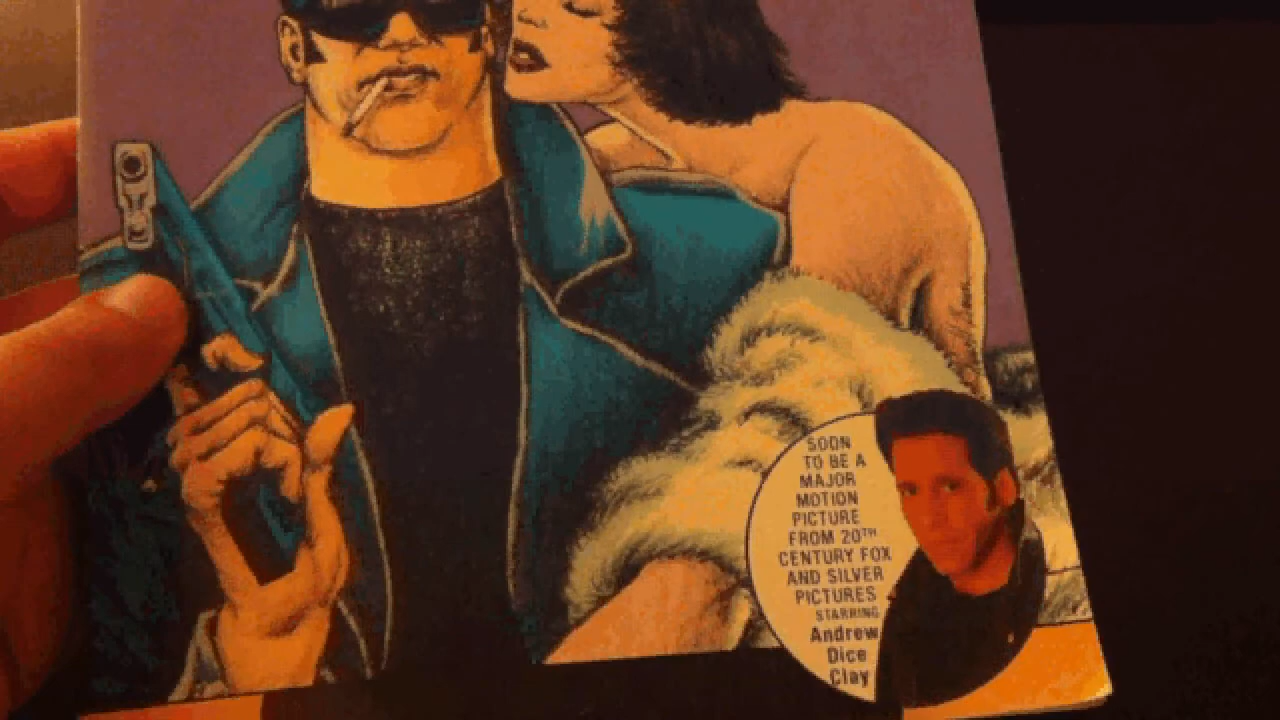 SOON
TO BE A
MAJOR
MOTION
PICTURE
FROM 20TH
CENTURY FOX
AND SILVER
PICTURES
STARRING
Andrew
Dice
Clay